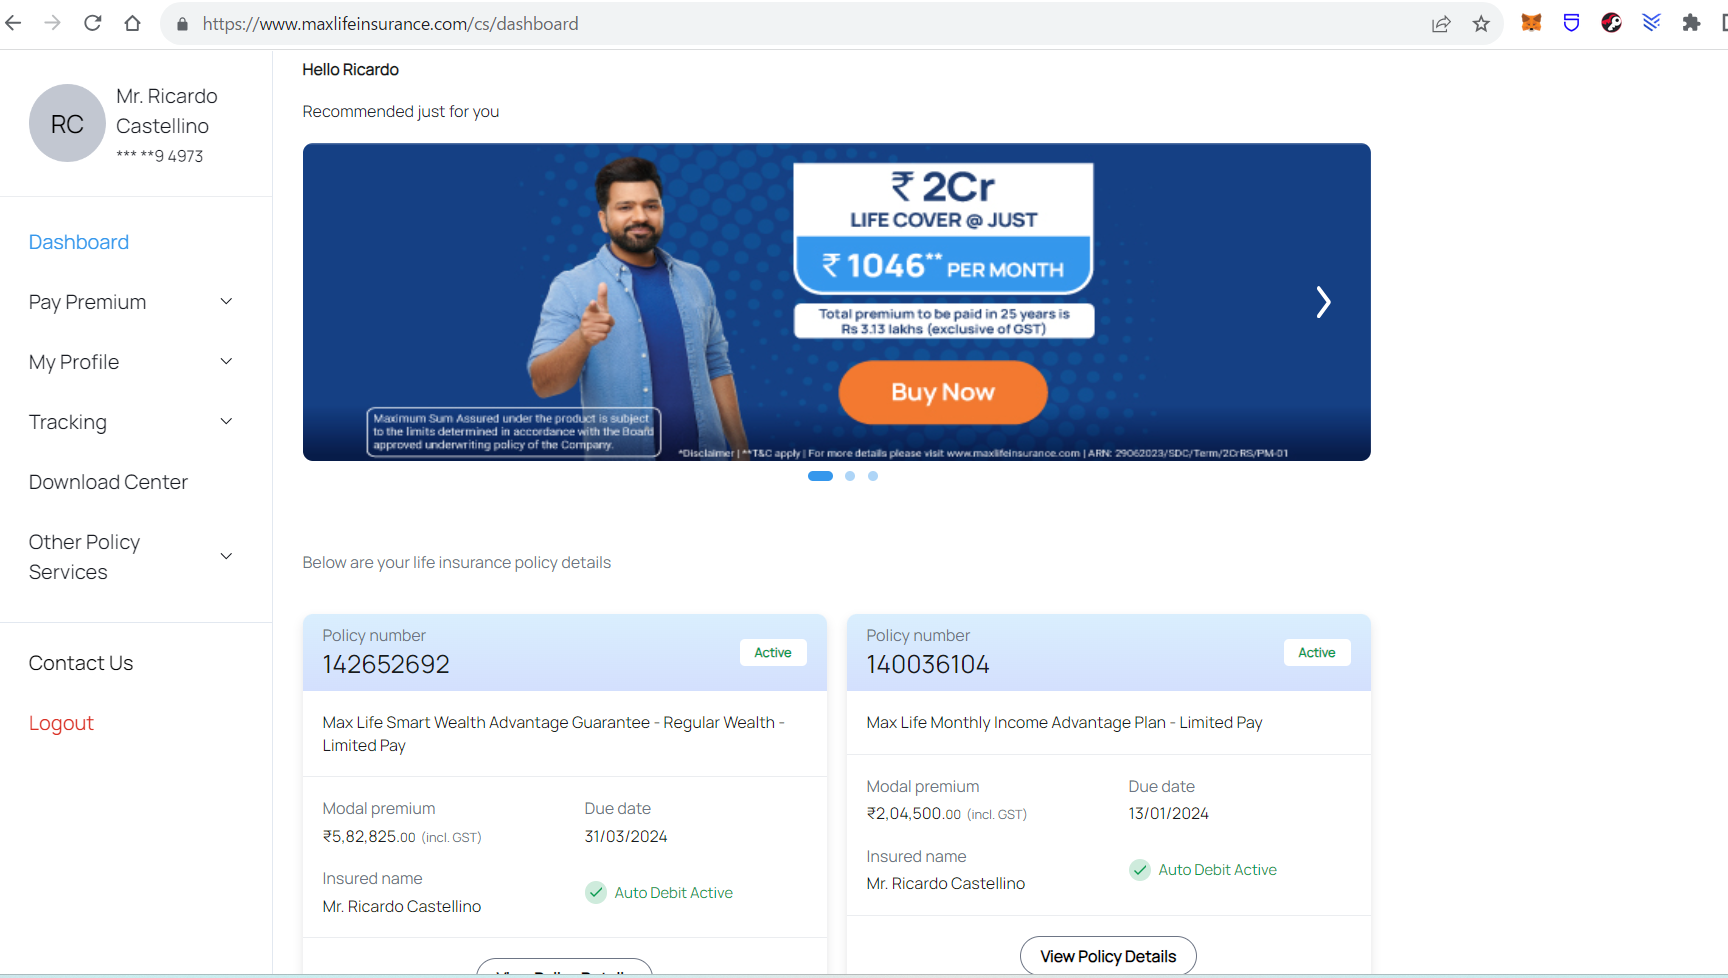 https://www.maxlifeinsurance.com/cs/dashboard
RC
Mr. Ricardo
Castellino
*** **9 4973
Dashboard
Pay Premium
My Profile
Tracking
Download Center
Other Policy
Services
Contact Us
Logout
Hello Ricardo
Recommended just for you
₹ 2Cr
LIFE COVER @ JUST
₹ 1046** PER MONTH
Total premium to be paid in 25 years is
Rs 3.13 lakhs (exclusive of GST)
Buy Now
Maximum Sum Assured under the product is subject
to the limits determined in accordance with the Board
approved underwriting policy of the Company.
*Disclaimer | **T&C apply | For more details please visit www.maxlifeinsurance.com | ARN: 29062023/SDC/Term/2CrRS/PM-01
Below are your life insurance policy details
Policy number
142652692
Active
Max Life Smart Wealth Advantage Guarantee - Regular Wealth -
Limited Pay
Modal premium
₹5,82,825.00 (incl. GST)
Due date
31/03/2024
Insured name
Mr. Ricardo Castellino
Auto Debit Active
View Policy Details
Policy number
140036104
Active
Max Life Monthly Income Advantage Plan - Limited Pay
Modal premium
₹2,04,500.00 (incl. GST)
Due date
13/01/2024
Insured name
Mr. Ricardo Castellino
Auto Debit Active
View Policy Details